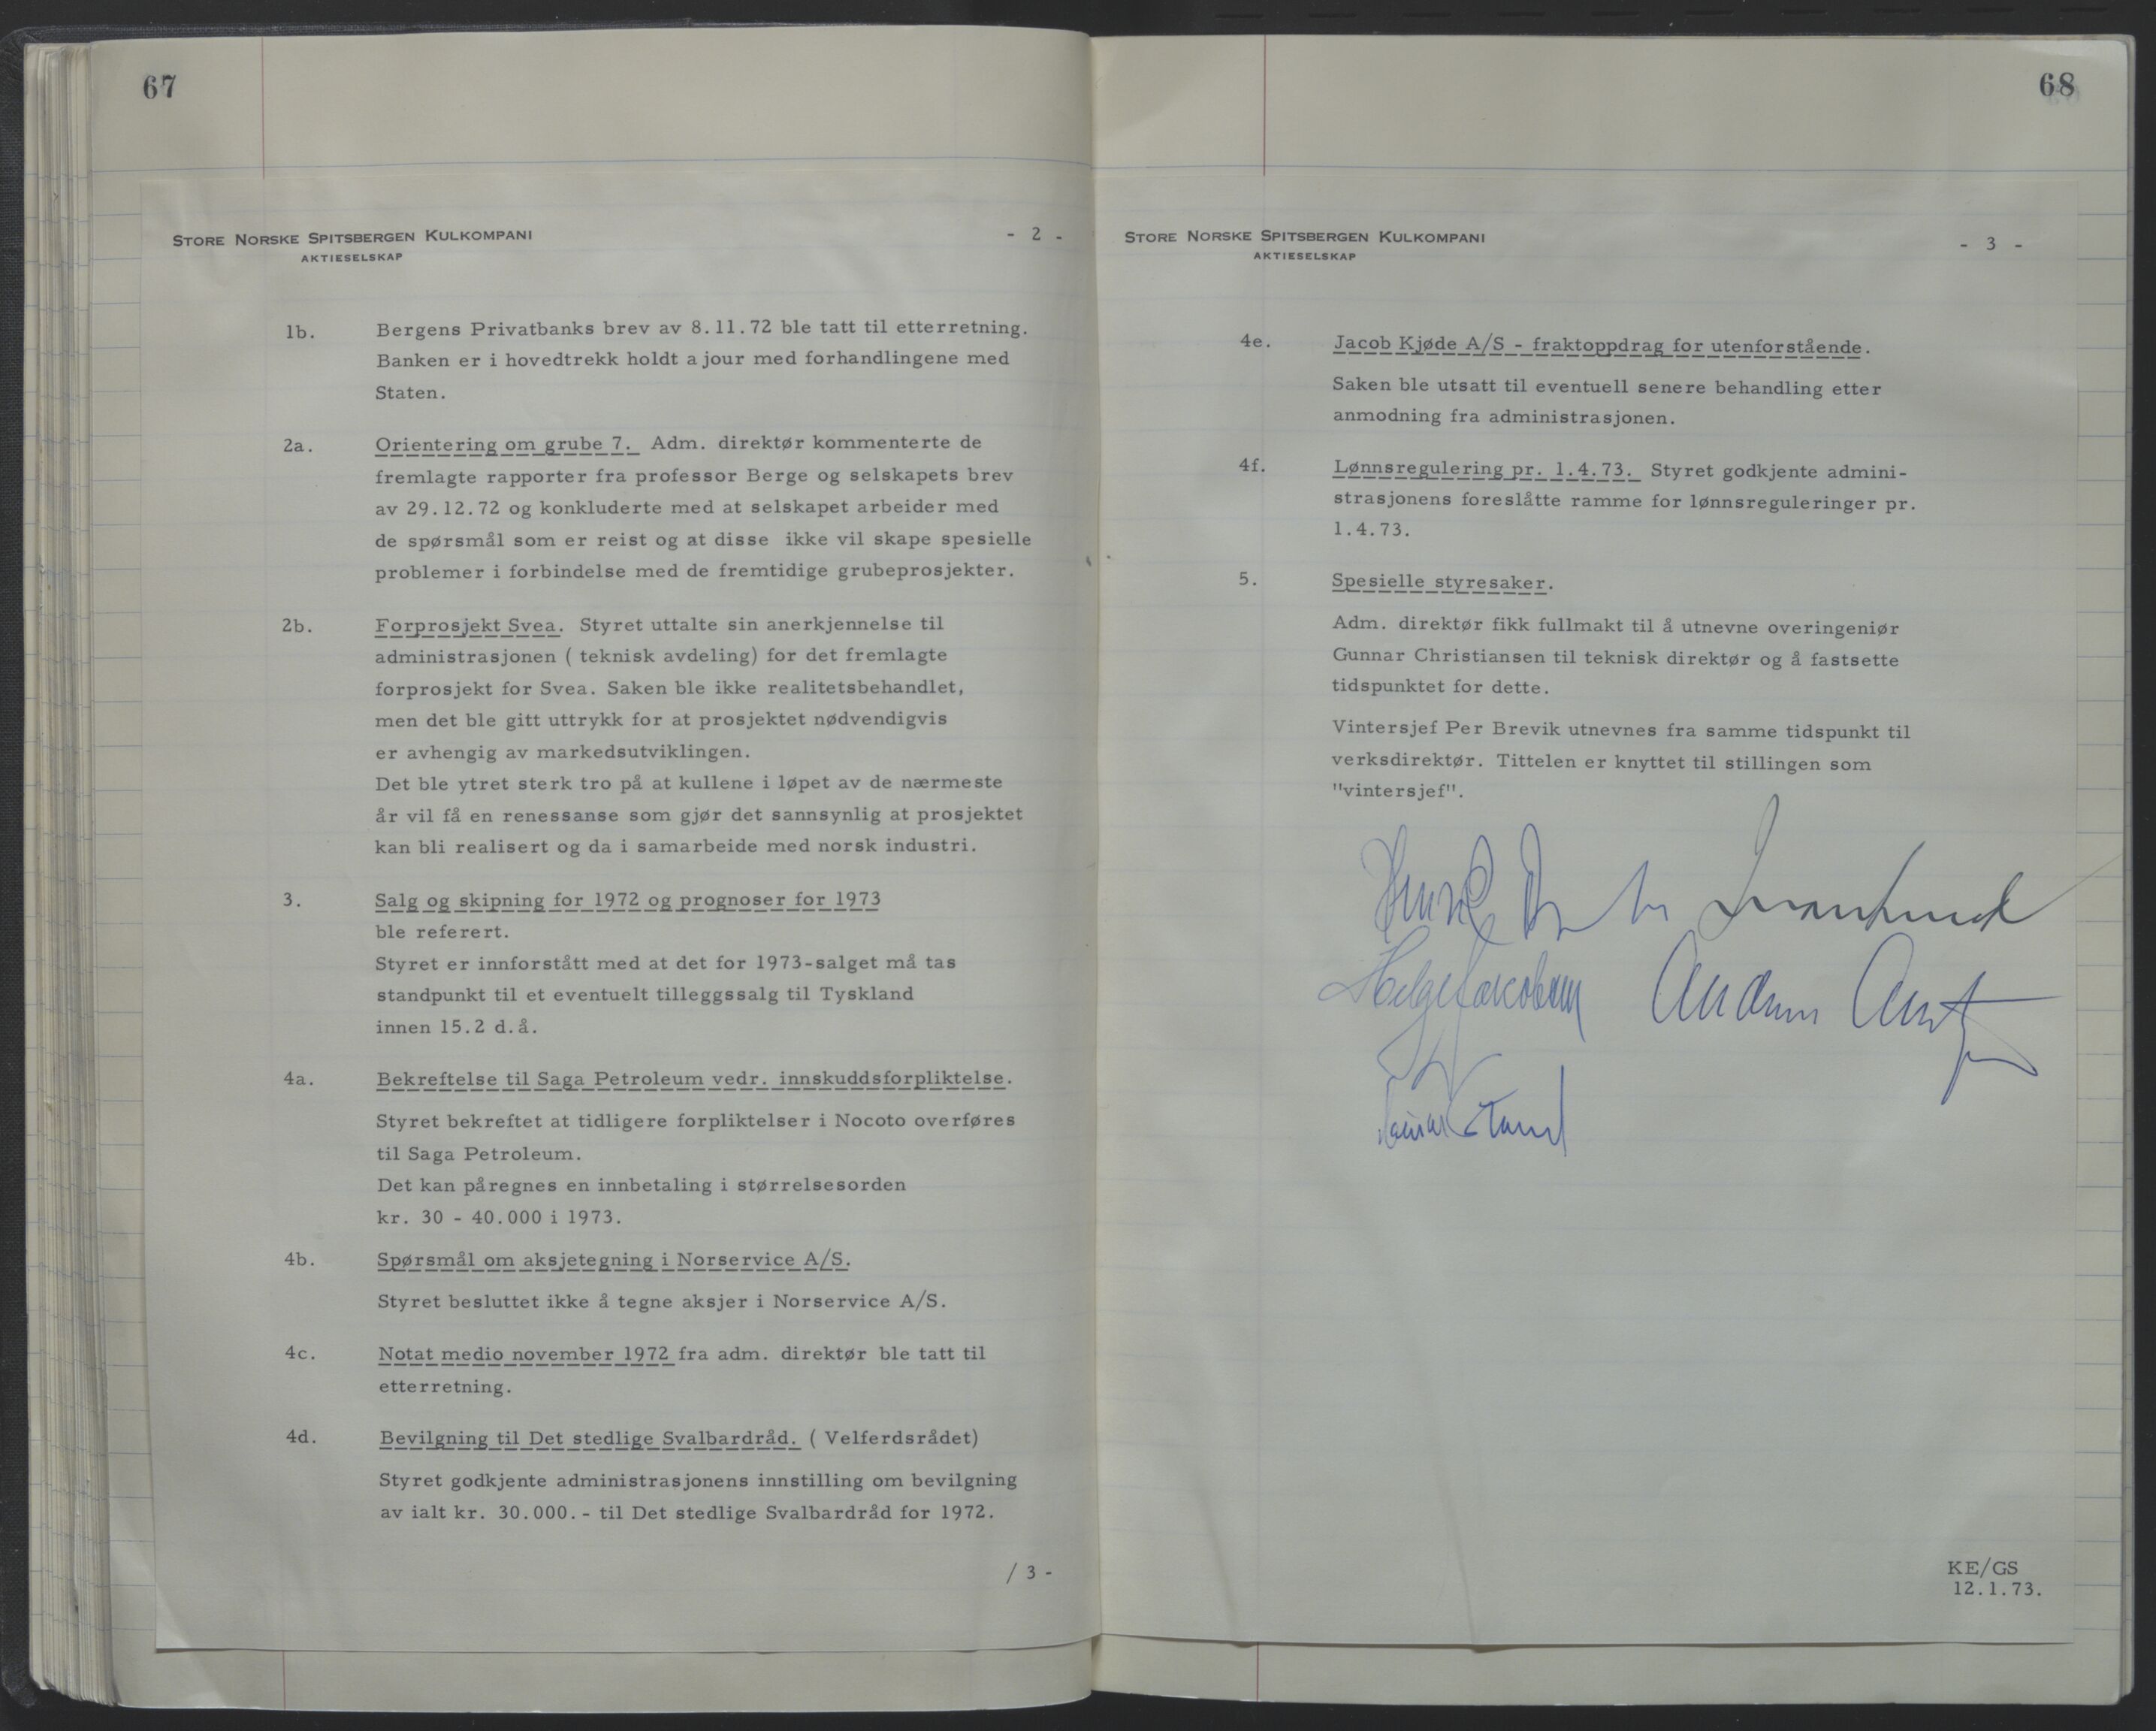 67
STORE NORSKE SPITSBERGEN KULKOMPANI
AKTIESELSKAP
- 2 -
1b. Bergens Privatbanks brev av 8.11.72 ble tatt til etterretning.
Banken er i hovedtrekk holdt a jour med forhandlingene med
Staten.
2a. Orientering om grube 7. Adm. direktør kommenterte de
fremlagte rapporter fra professor Berge og selskapets brev
av 29.12.72 og konkluderte med at selskapet arbeider med
de spørsmål som er reist og at disse ikke vil skape spesielle
problemer i forbindelse med de fremtidige grubeprosjekter.
2b. Forprosjekt Svea. Styret uttalte sin anerkjennelse til
administrasjonen ( teknisk avdeling) for det fremlagte
forprosjekt for Svea. Saken ble ikke realitetsbehandlet,
men det ble gitt uttrykk for at prosjektet nødvendigvis
er avhengig av markedsutviklingen.
Det ble ytret sterk tro på at kullene i løpet av de nærmeste
år vil få en renessanse som gjør det sannsynlig at prosjektet
kan bli realisert og da i samarbeide med norsk industri.
3. Salg og skipning for 1972 og prognoser for 1973
ble referert.
Styret er innforstått med at det for 1973-salget må tas
standpunkt til et eventuelt tilleggssalg til Tyskland
innen 15.2 d.å.
4a. Bekreftelse til Saga Petroleum vedr. innskuddsforpliktelse.
Styret bekreftet at tidligere forpliktelser i Nocoto overføres
til Saga Petroleum.
Det kan påregnes en innbetaling i størrelsesorden
kr. 30 - 40.000 i 1973.
4b. Spørsmål om aksjetegning i Norservice A/S.
Styret besluttet ikke å tegne aksjer i Norservice A/S.
4c. Notat medio november 1972 fra adm. direktør ble tatt til
etterretning.
4d. Bevilgning til Det stedlige Svalbardråd. ( Velferdsrådet)
Styret godkjente administrasjonens innstilling om bevilgning
av ialt kr. 30.000.- til Det stedlige Svalbardråd for 1972.
/ 3 -
68
STORE NORSKE SPITSBERGEN KULKOMPANI
AKTIESELSKAP
- 3 -
4e. Jacob Kjøde A/S - fraktoppdrag for utenforstående.
Saken ble utsatt til eventuell senere behandling etter
anmodning fra administrasjonen.
4f. Lønnsregulering pr. 1.4.73. Styret godkjente admini-
strasjonens foreslåtte ramme for lønnsreguleringer pr.
1.4.73.
5. Spesielle styresaker.
Adm. direktør fikk fullmakt til å utnevne overingeniør
Gunnar Christiansen til teknisk direktør og å fastsette
tidspunktet for dette.
Vintersjef Per Brevik utnevnes fra samme tidspunkt til
verksdirektør. Tittelen er knyttet til stillingen som
"vintersjef".
Helge Jacobsen
KE/GS
12.1.73.